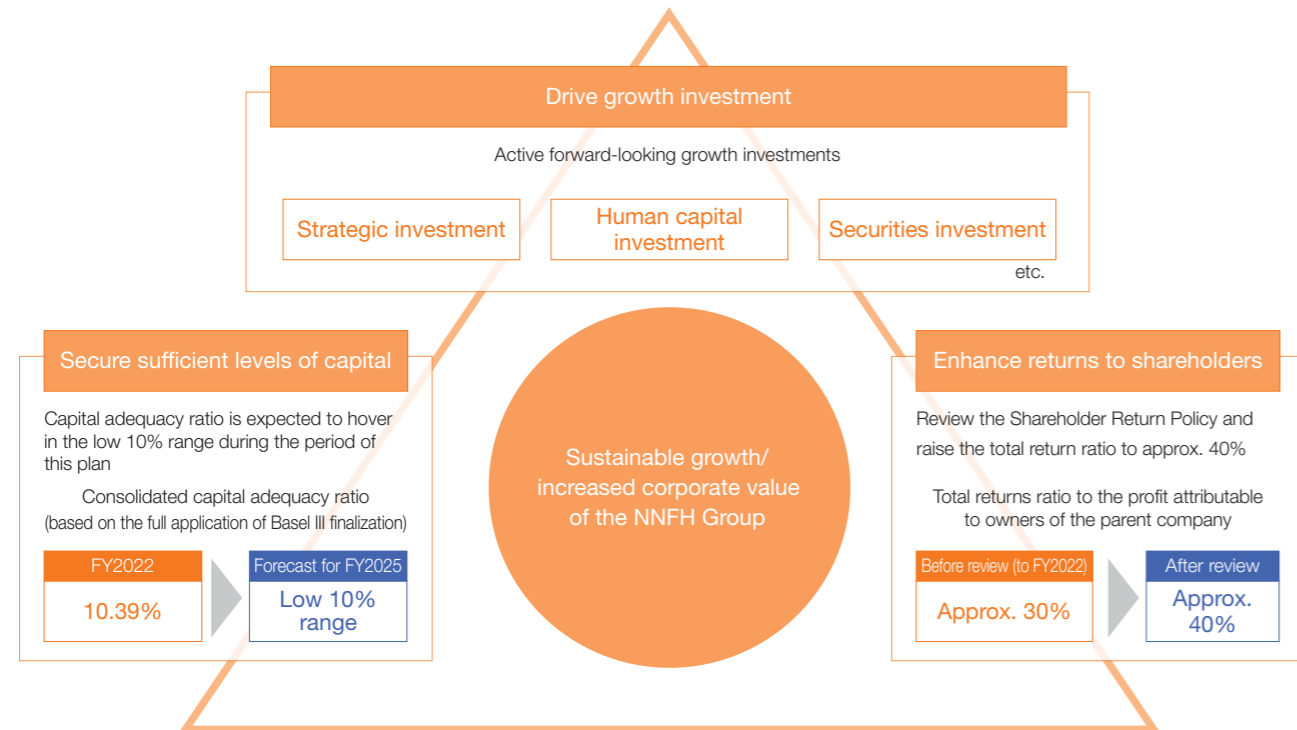 Drive growth investment
Active forward-looking growth investments
Strategic investment
Human capital
investment
Securities investment
etc.
Secure sufficient levels of capital
Capital adequacy ratio is expected to hover
in the low 10% range during the period of
this plan
Consolidated capital adequacy ratio
(based on the full application of Basel III finalization)
FY2022
10.39%
Forecast for FY2025
Low 10%
range
Sustainable growth/
increased corporate value
of the NNFH Group
Enhance returns to shareholders
Review the Shareholder Return Policy and
raise the total return ratio to approx. 40%
Total returns ratio to the profit attributable
to owners of the parent company
Before review (to FY2022)
Approx. 30%
After review
Approx.
40%